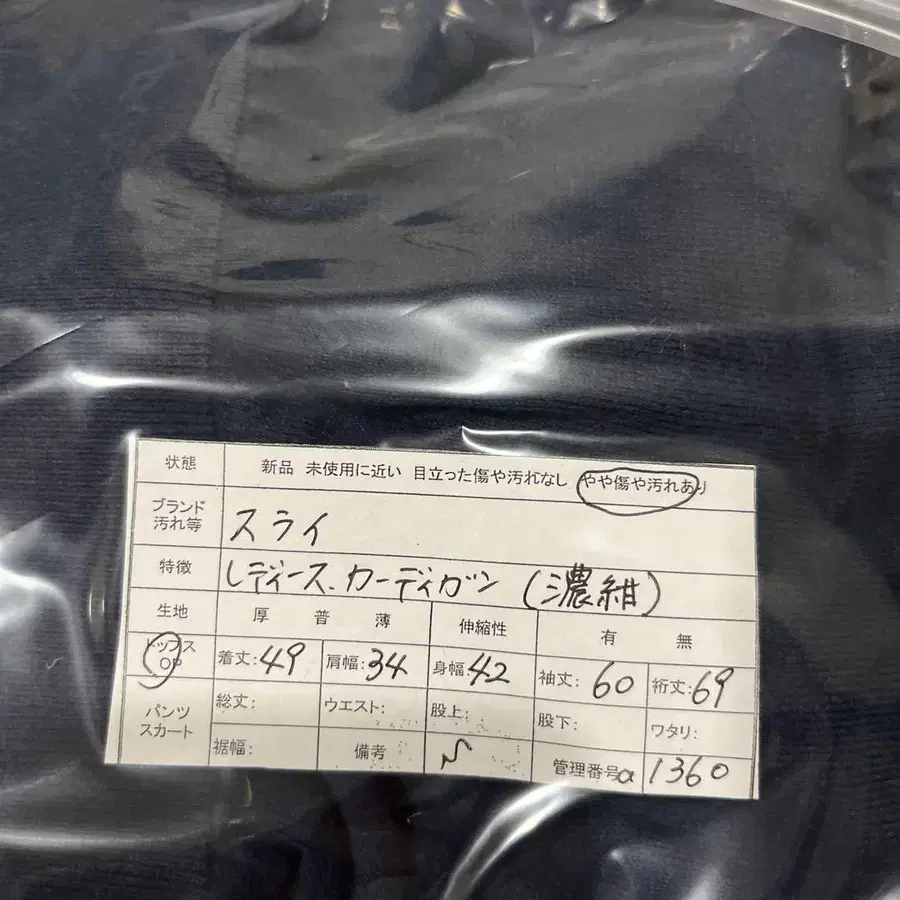 状態 新品 未使用に近い 目立った傷や汚れなし やや傷や汚れあり
ブランド
汚れ等 スライ
特徴 レディース、カーディガン (濃紺)
生地 厚 普 薄 伸縮性 有 無
トップス
OP 着丈:49 肩幅:34 身幅:42 袖丈:60 裄丈:69
パンツ
スカート 総丈: ウエスト: 股上: 股下: ワタリ:
裾幅: 備考 管理番号 α1360